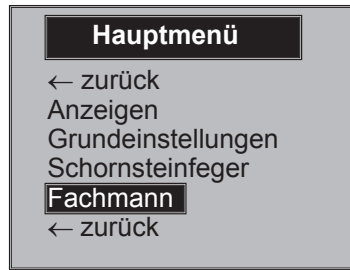 Hauptmenü
← zurück
Anzeigen
Grundeinstellungen
Schornsteinfeger
Fachmann
← zurück